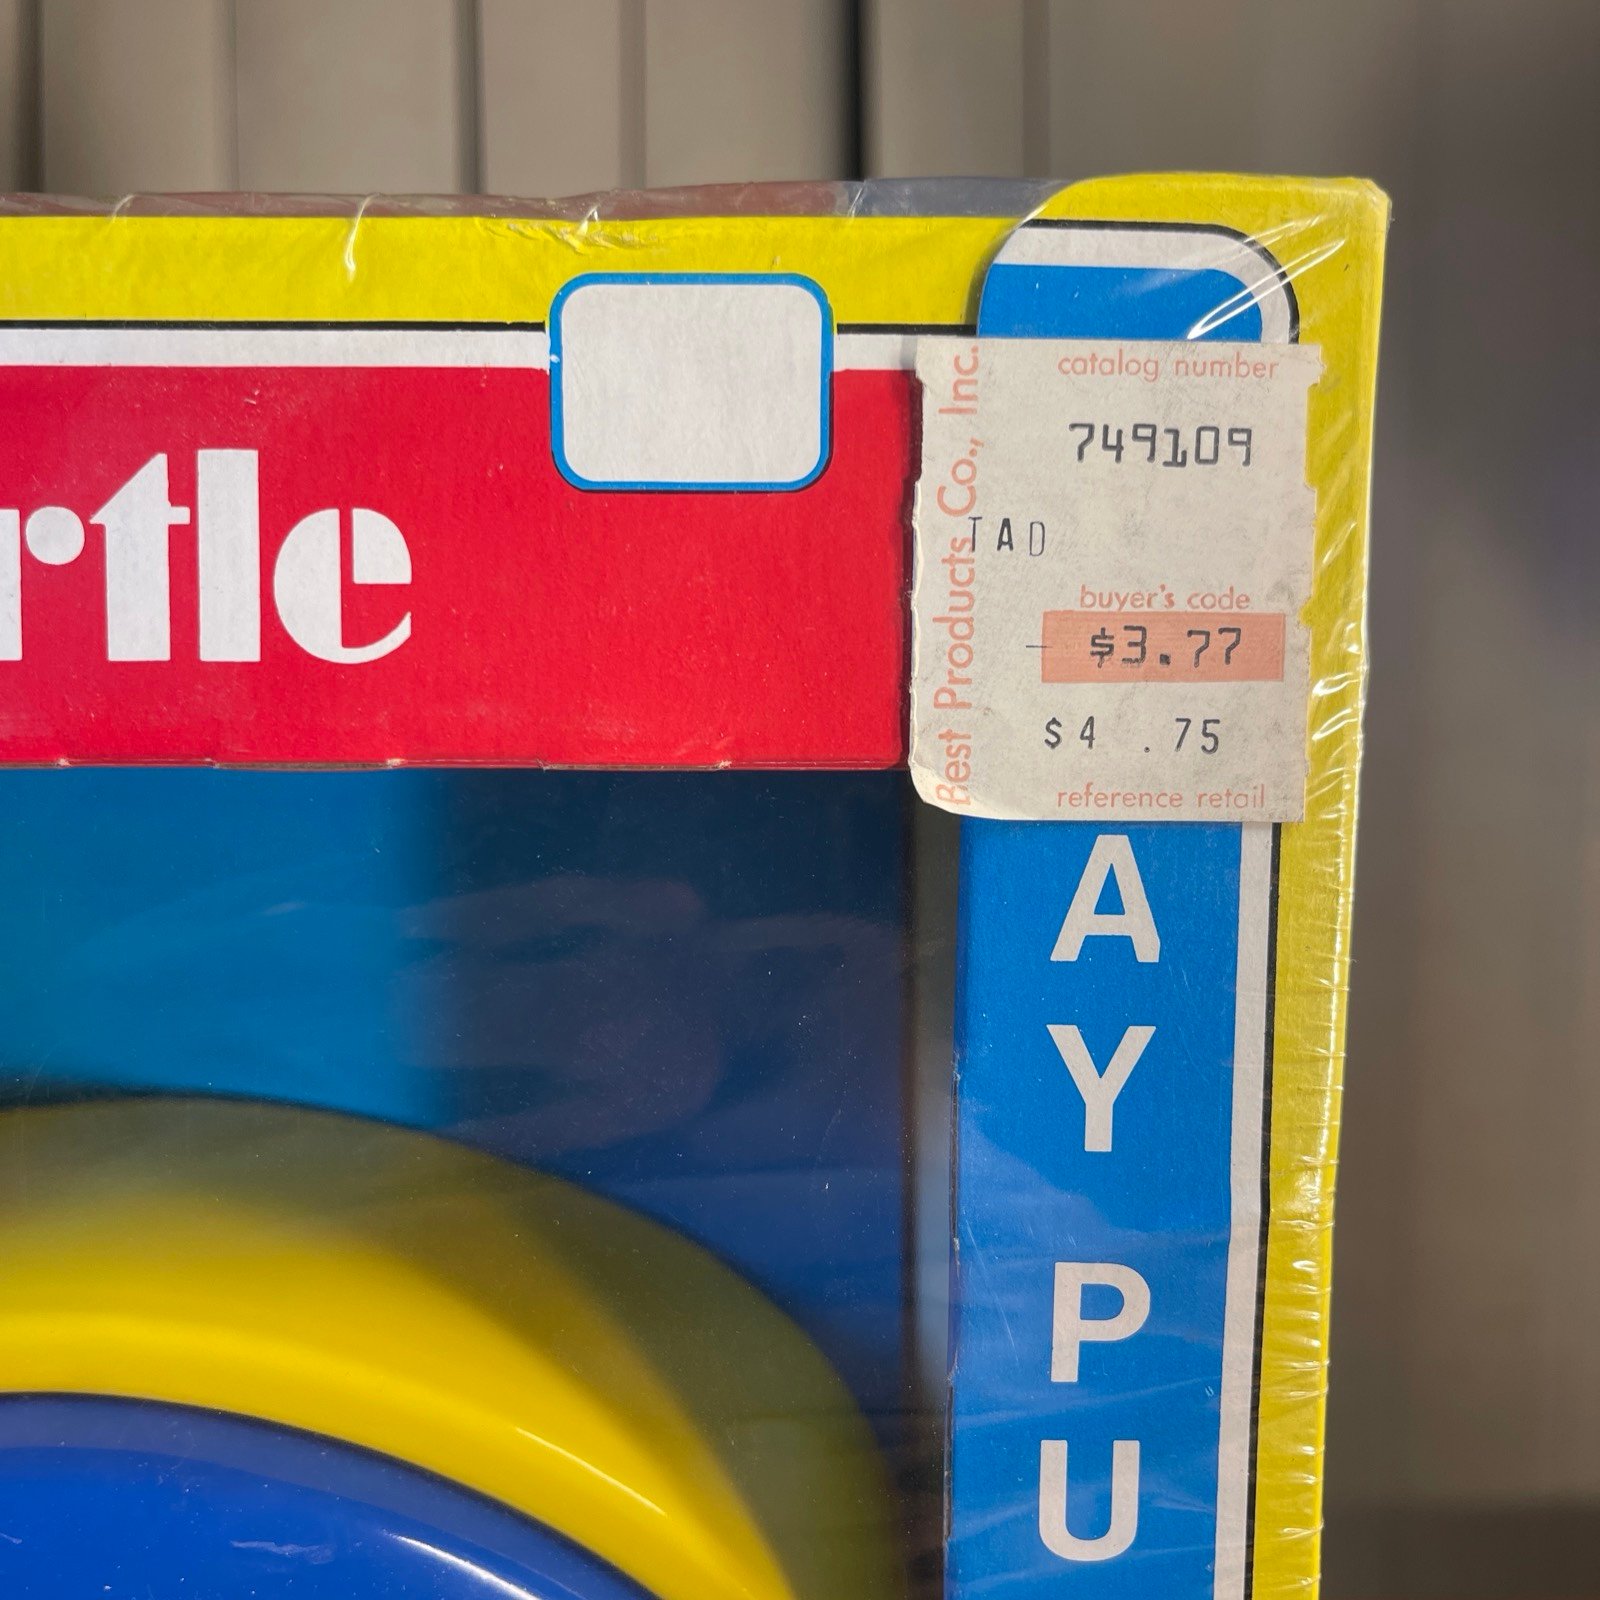 rtle
Best Products Co., Inc.
catalog number
749109
TAD
buyer's code
$3.77
$4 .75
reference retail
AY PU